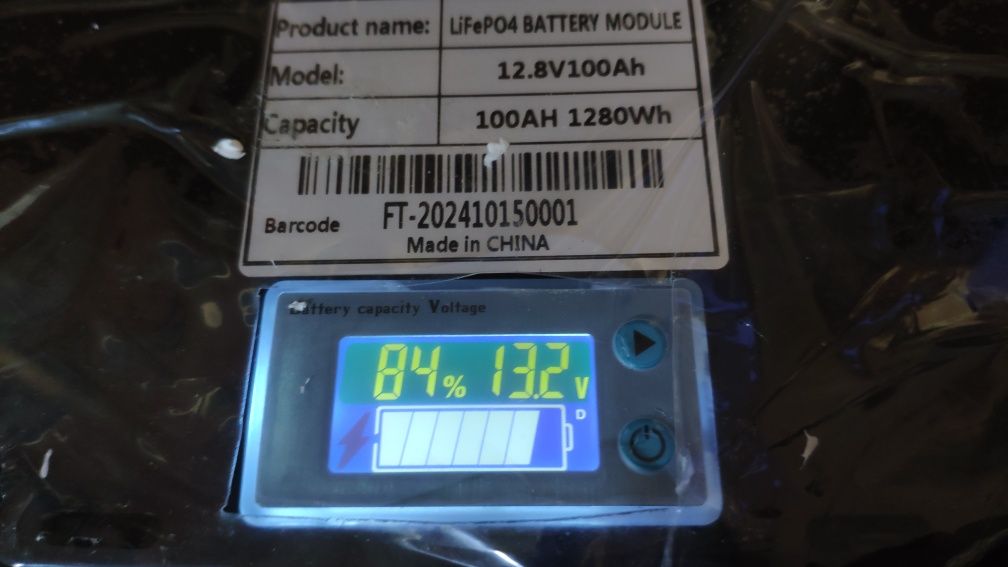 Product name: LiFePO4 BATTERY MODULE
Model: 12.8V100Ah
Capacity 100AH 1280Wh
Barcode FT-202410150001
Made in CHINA
Battery capacity Voltage
84% 13.2V
D